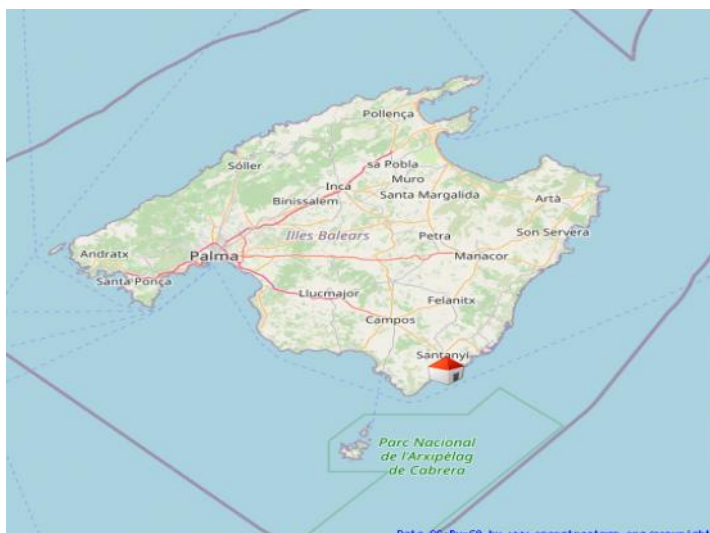 Pollença
sa Pobla
Sóller
Muro
Inca
Santa Margalida
Artà
Binissalem
Son Servera
Illes Balears
Petra
Andratx
Palma
Manacor
Santa Ponça
Llucmajor
Felanitx
Campos
Santanyí
Parc Nacional
de l'Arxipèlag
de Cabrera